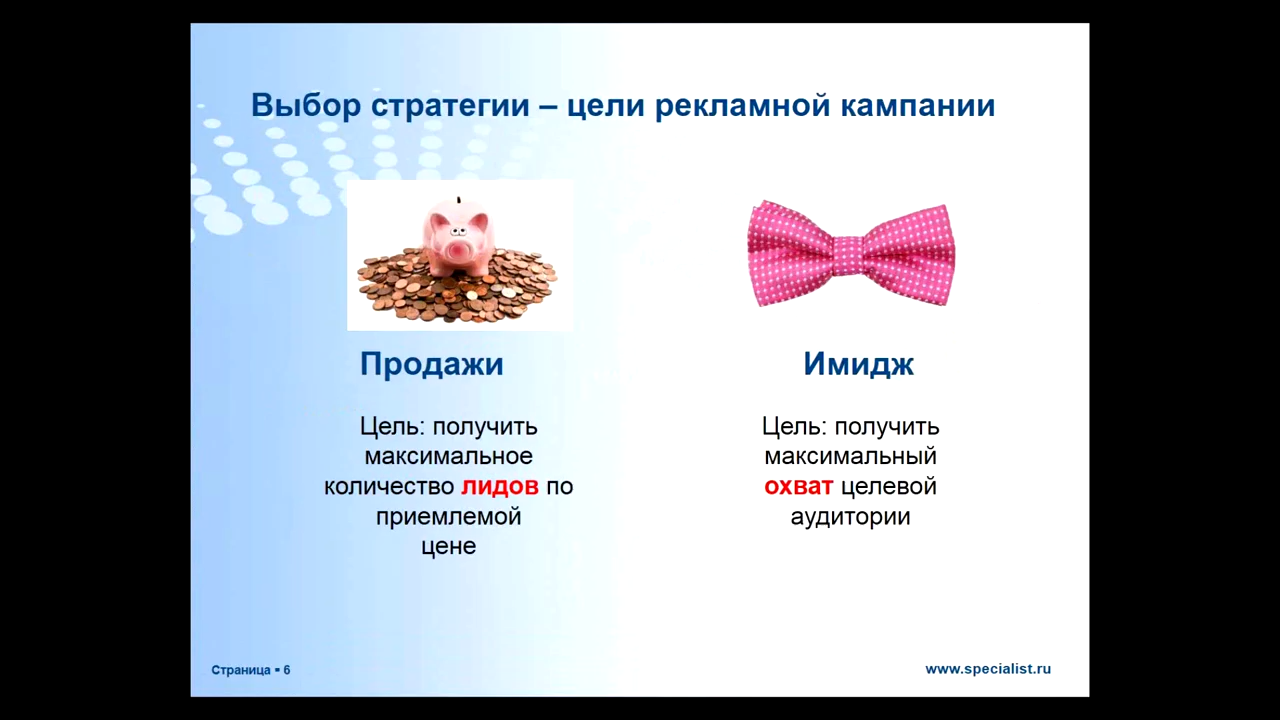 Выбор стратегии – цели рекламной кампании
Продажи
Цель: получить
максимальное
количество лидов по
приемлемой
цене
Имидж
Цель: получить
максимальный
охват целевой
аудитории
Страница ▪ 6
www.specialist.ru